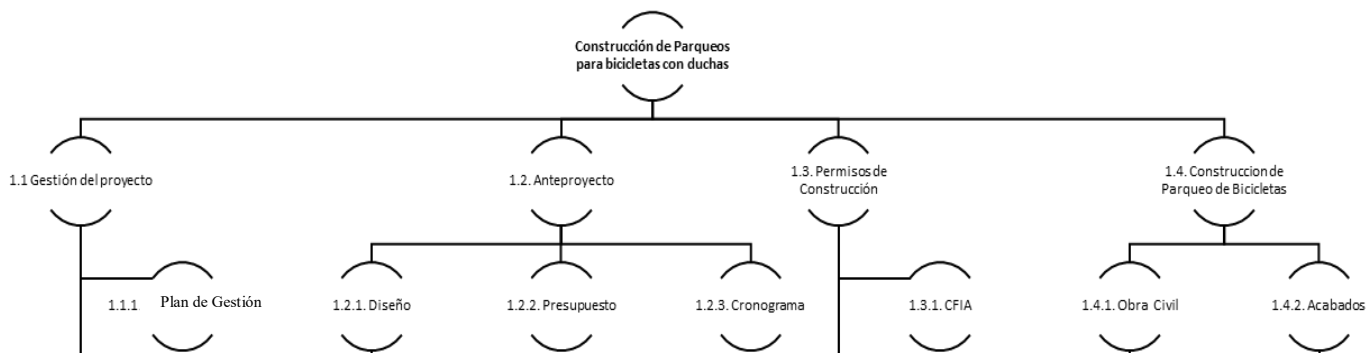 Construcción de Parqueos
para bicicletas con duchas
1.1 Gestión del proyecto
1.2. Anteproyecto
1.3. Permisos de
Construcción
1.4. Construccion de
Parqueo de Bicicletas
1.1.1 Plan de Gestión
1.2.1. Diseño
1.2.2. Presupuesto
1.2.3. Cronograma
1.3.1. CFIA
1.4.1. Obra Civil
1.4.2. Acabados